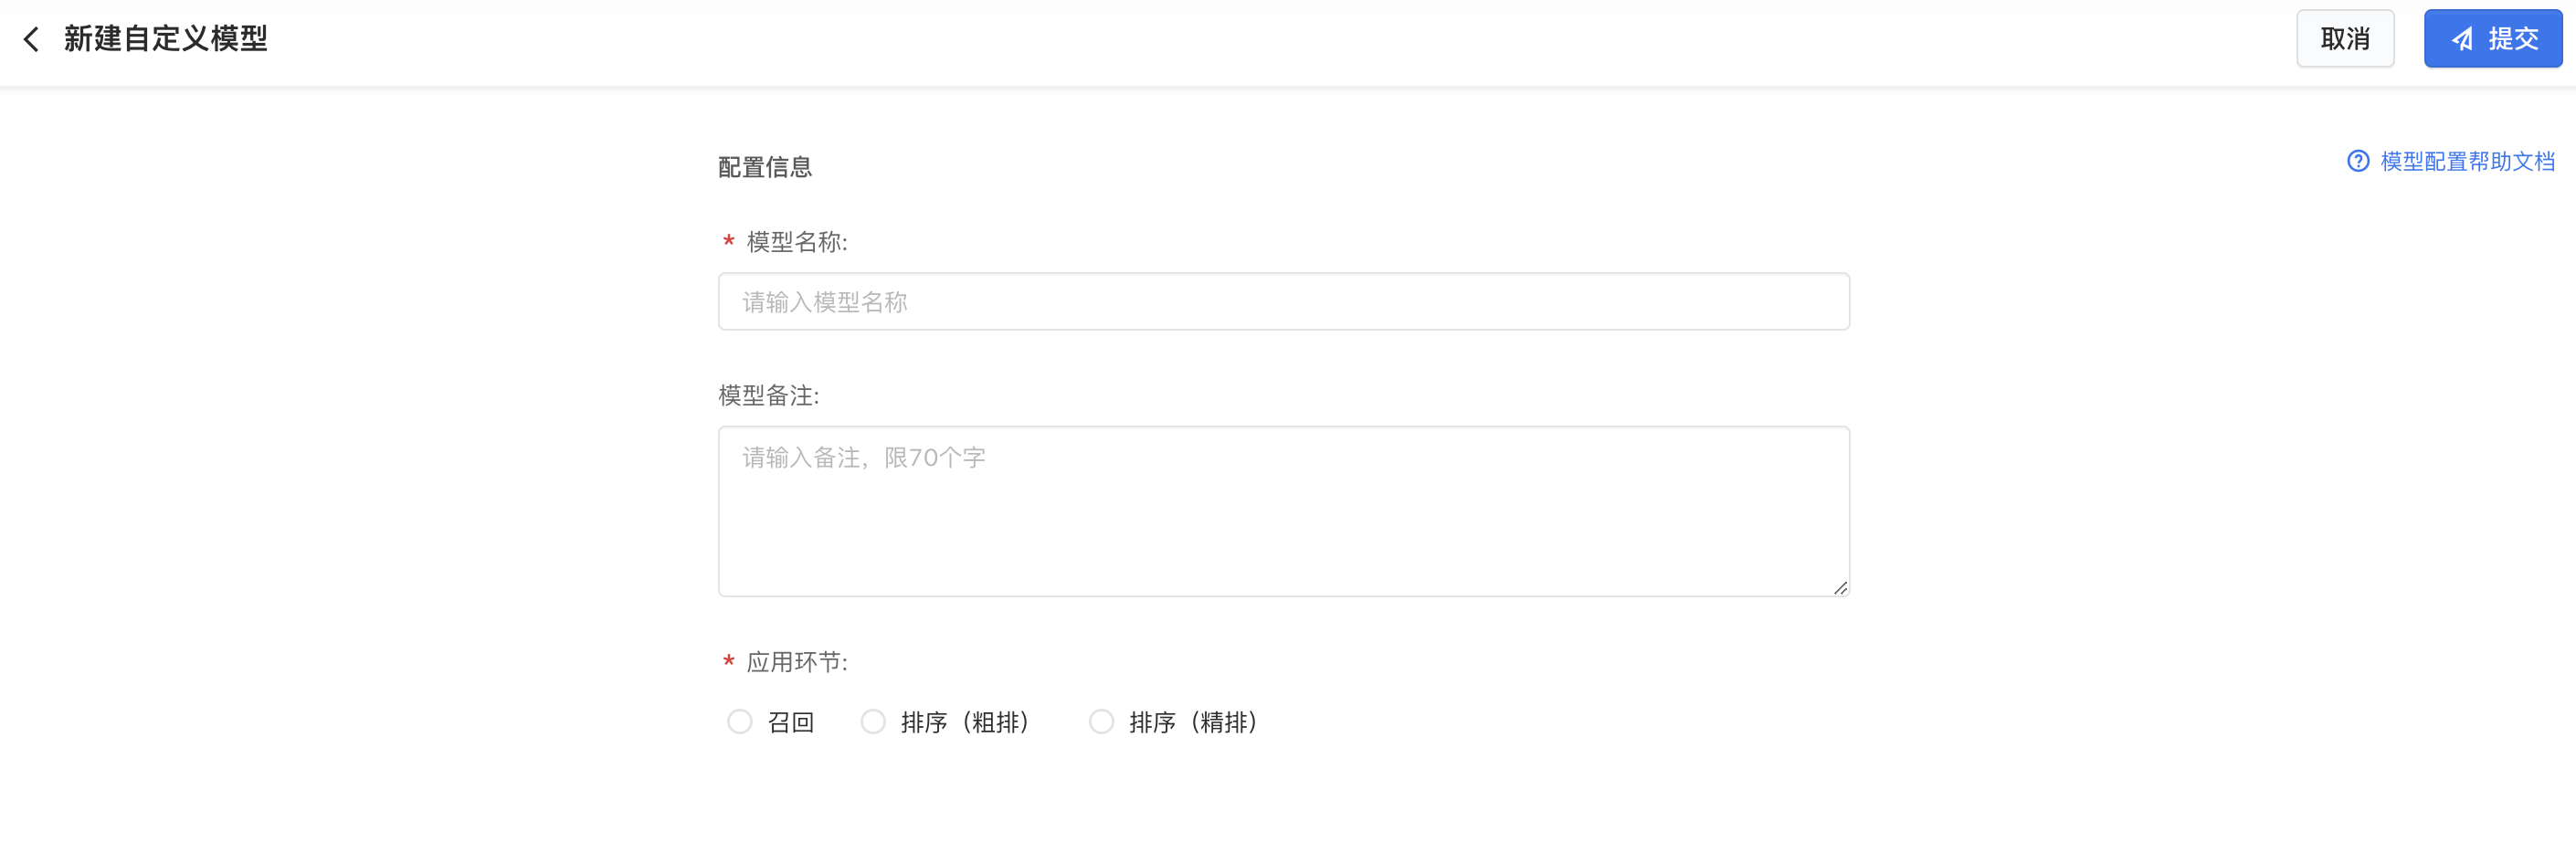 新建自定义模型
取消
提交
配置信息
模型配置帮助文档
* 模型名称:
请输入模型名称
模型备注:
请输入备注，限70个字
* 应用环节:
召回 排序（粗排） 排序（精排）